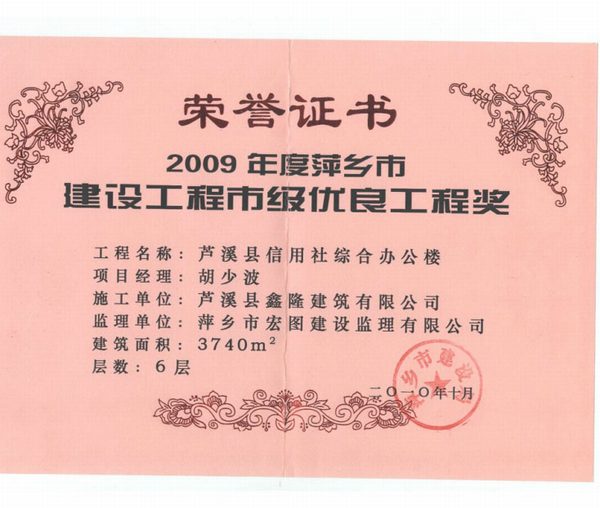 荣誉证书
2009年度萍乡市
建设工程市级优良工程奖
工程名称：芦溪县信用社综合办公楼
项目经理：胡少波
施工单位：芦溪县鑫隆建筑有限公司
监理单位：萍乡市宏图建设监理有限公司
建筑面积：3740m²
层数：6层
二〇一〇年十月
乡市建设